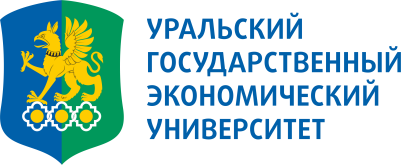 УРАЛЬСКИЙ
ГОСУДАРСТВЕННЫЙ
ЭКОНОМИЧЕСКИЙ
УНИВЕРСИТЕТ